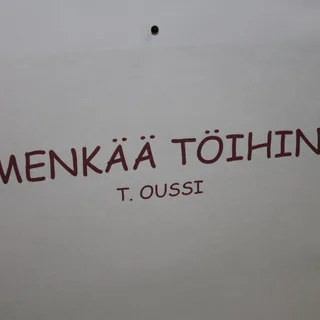 MENKÄÄ TÖIHIN
T. OUSSI